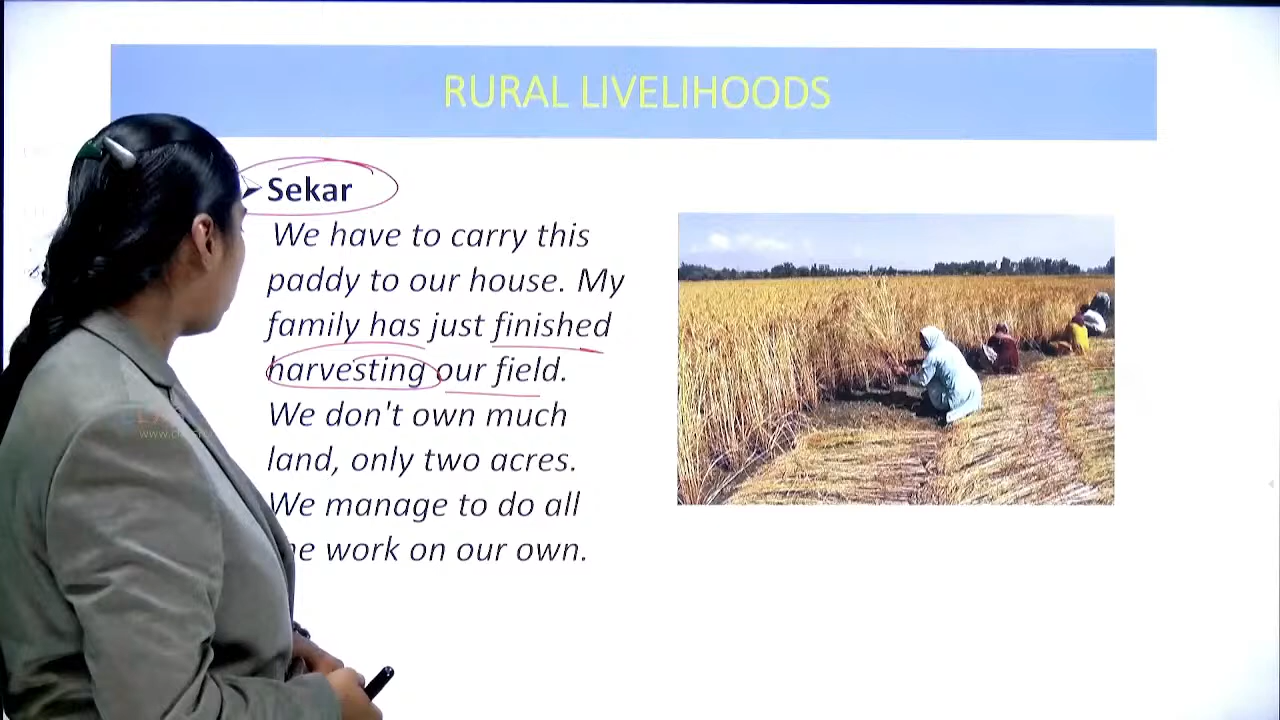 RURAL LIVELIHOODS
Sekar
We have to carry this
paddy to our house. My
family has just finished
harvesting our field.
We don't own much
land, only two acres.
We manage to do all
work on our own.